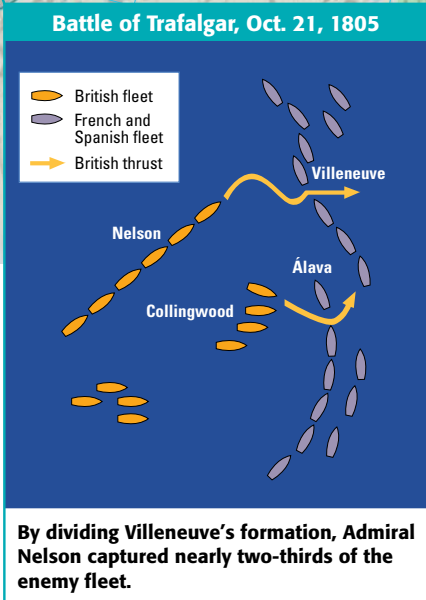 Battle of Trafalgar, Oct. 21, 1805
British fleet
French and
Spanish fleet
British thrust
Villeneuve
Nelson
Álava
Collingwood
By dividing Villeneuve's formation, Admiral
Nelson captured nearly two-thirds of the
enemy fleet.